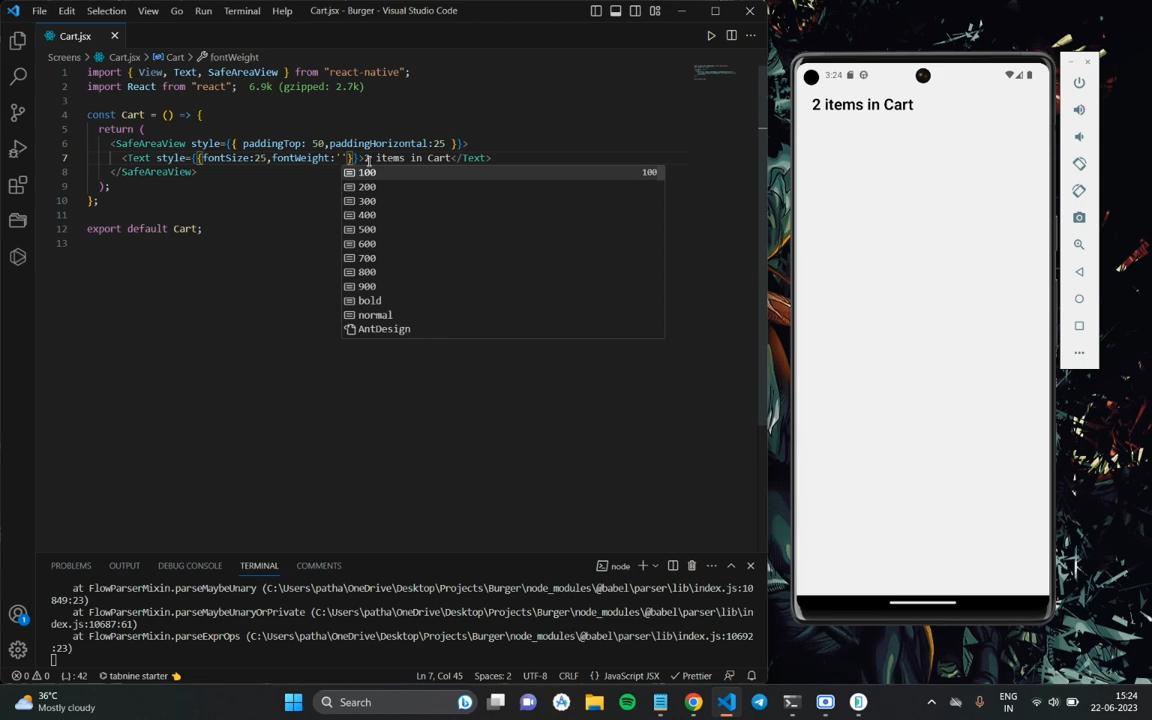 File Edit Selection View Go Run Terminal Help Cart.jsx - Burger - Visual Studio Code
Cart.jsx
Screens > Cart.jsx > Cart > fontWeight
1 import { View, Text, SafeAreaView } from "react-native";
2 import React from "react"; 6.9k (gzipped: 2.7k)
3
4 const Cart = () => {
5 return (
6 <SafeAreaView style={{ paddingTop: 50,paddingHorizontal:25 }}>
7 <Text style={{fontSize:25,fontWeight:''}}>2 items in Cart</Text>
8 </SafeAreaView>
9 );
10 };
11
12 export default Cart;
13
100 100
200
300
400
500
600
700
800
900
bold
normal
AntDesign
PROBLEMS OUTPUT DEBUG CONSOLE TERMINAL COMMENTS node
at FlowParserMixin.parseMaybeUnary (C:\Users\patha\OneDrive\Desktop\Projects\Burger\node_modules\@babel\parser\lib\index.js:10
849:23)
at FlowParserMixin.parseMaybeUnaryOrPrivate (C:\Users\patha\OneDrive\Desktop\Projects\Burger\node_modules\@babel\parser\lib\in
dex.js:10687:61)
at FlowParserMixin.parseExprOps (C:\Users\patha\OneDrive\Desktop\Projects\Burger\node_modules\@babel\parser\lib\index.js:10692
:23)
1
0 0 {..}: 42 tabnine starter Ln 7, Col 45 Spaces: 2 UTF-8 CRLF {} JavaScript JSX Prettier
3:24
2 items in Cart
36°C
Mostly cloudy
Search
ENG
IN
15:24
22-06-2023